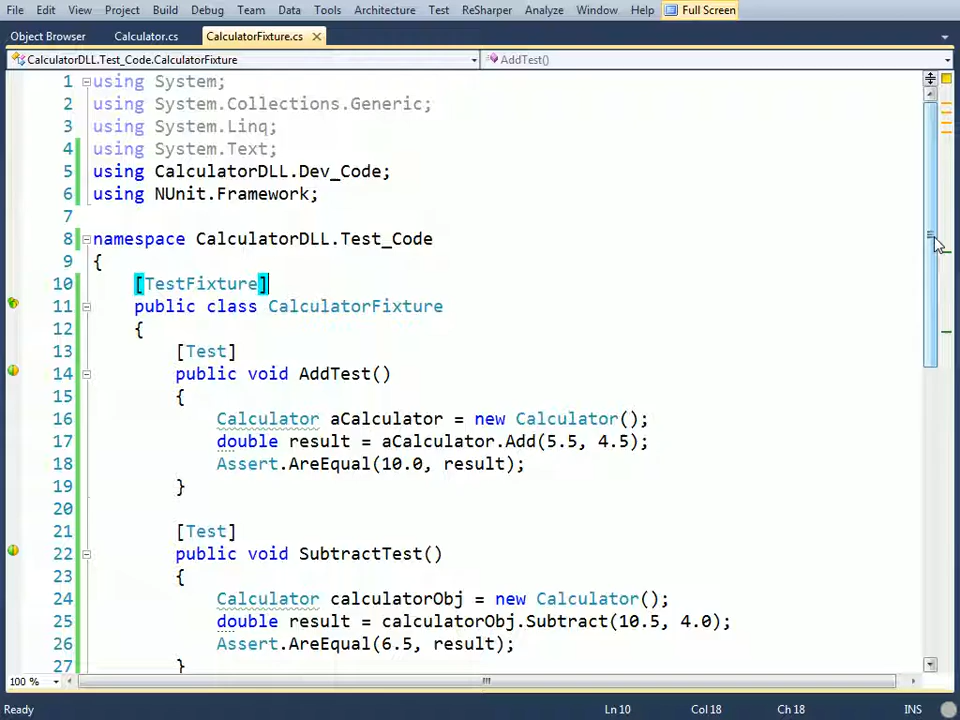 File Edit View Project Build Debug Team Data Tools Architecture Test ReSharper Analyze Window Help Full Screen
Object Browser Calculator.cs CalculatorFixture.cs
CalculatorDLL.Test_Code.CalculatorFixture AddTest()
1 using System;
2 using System.Collections.Generic;
3 using System.Linq;
4 using System.Text;
5 using CalculatorDLL.Dev_Code;
6 using NUnit.Framework;
7
8 namespace CalculatorDLL.Test_Code
9 {
10 [TestFixture]
11 public class CalculatorFixture
12 {
13 [Test]
14 public void AddTest()
15 {
16 Calculator aCalculator = new Calculator();
17 double result = aCalculator.Add(5.5, 4.5);
18 Assert.AreEqual(10.0, result);
19 }
20
21 [Test]
22 public void SubtractTest()
23 {
24 Calculator calculatorObj = new Calculator();
25 double result = calculatorObj.Subtract(10.5, 4.0);
26 Assert.AreEqual(6.5, result);
27 }
100 %
Ready Ln 10 Col 18 Ch 18 INS